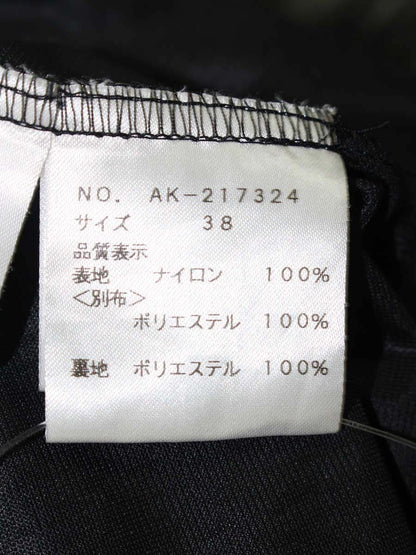 NO. AK-217324
サイズ 38
品質表示
表地 ナイロン 100%
<別布>
ポリエステル 100%
裏地 ポリエステル 100%